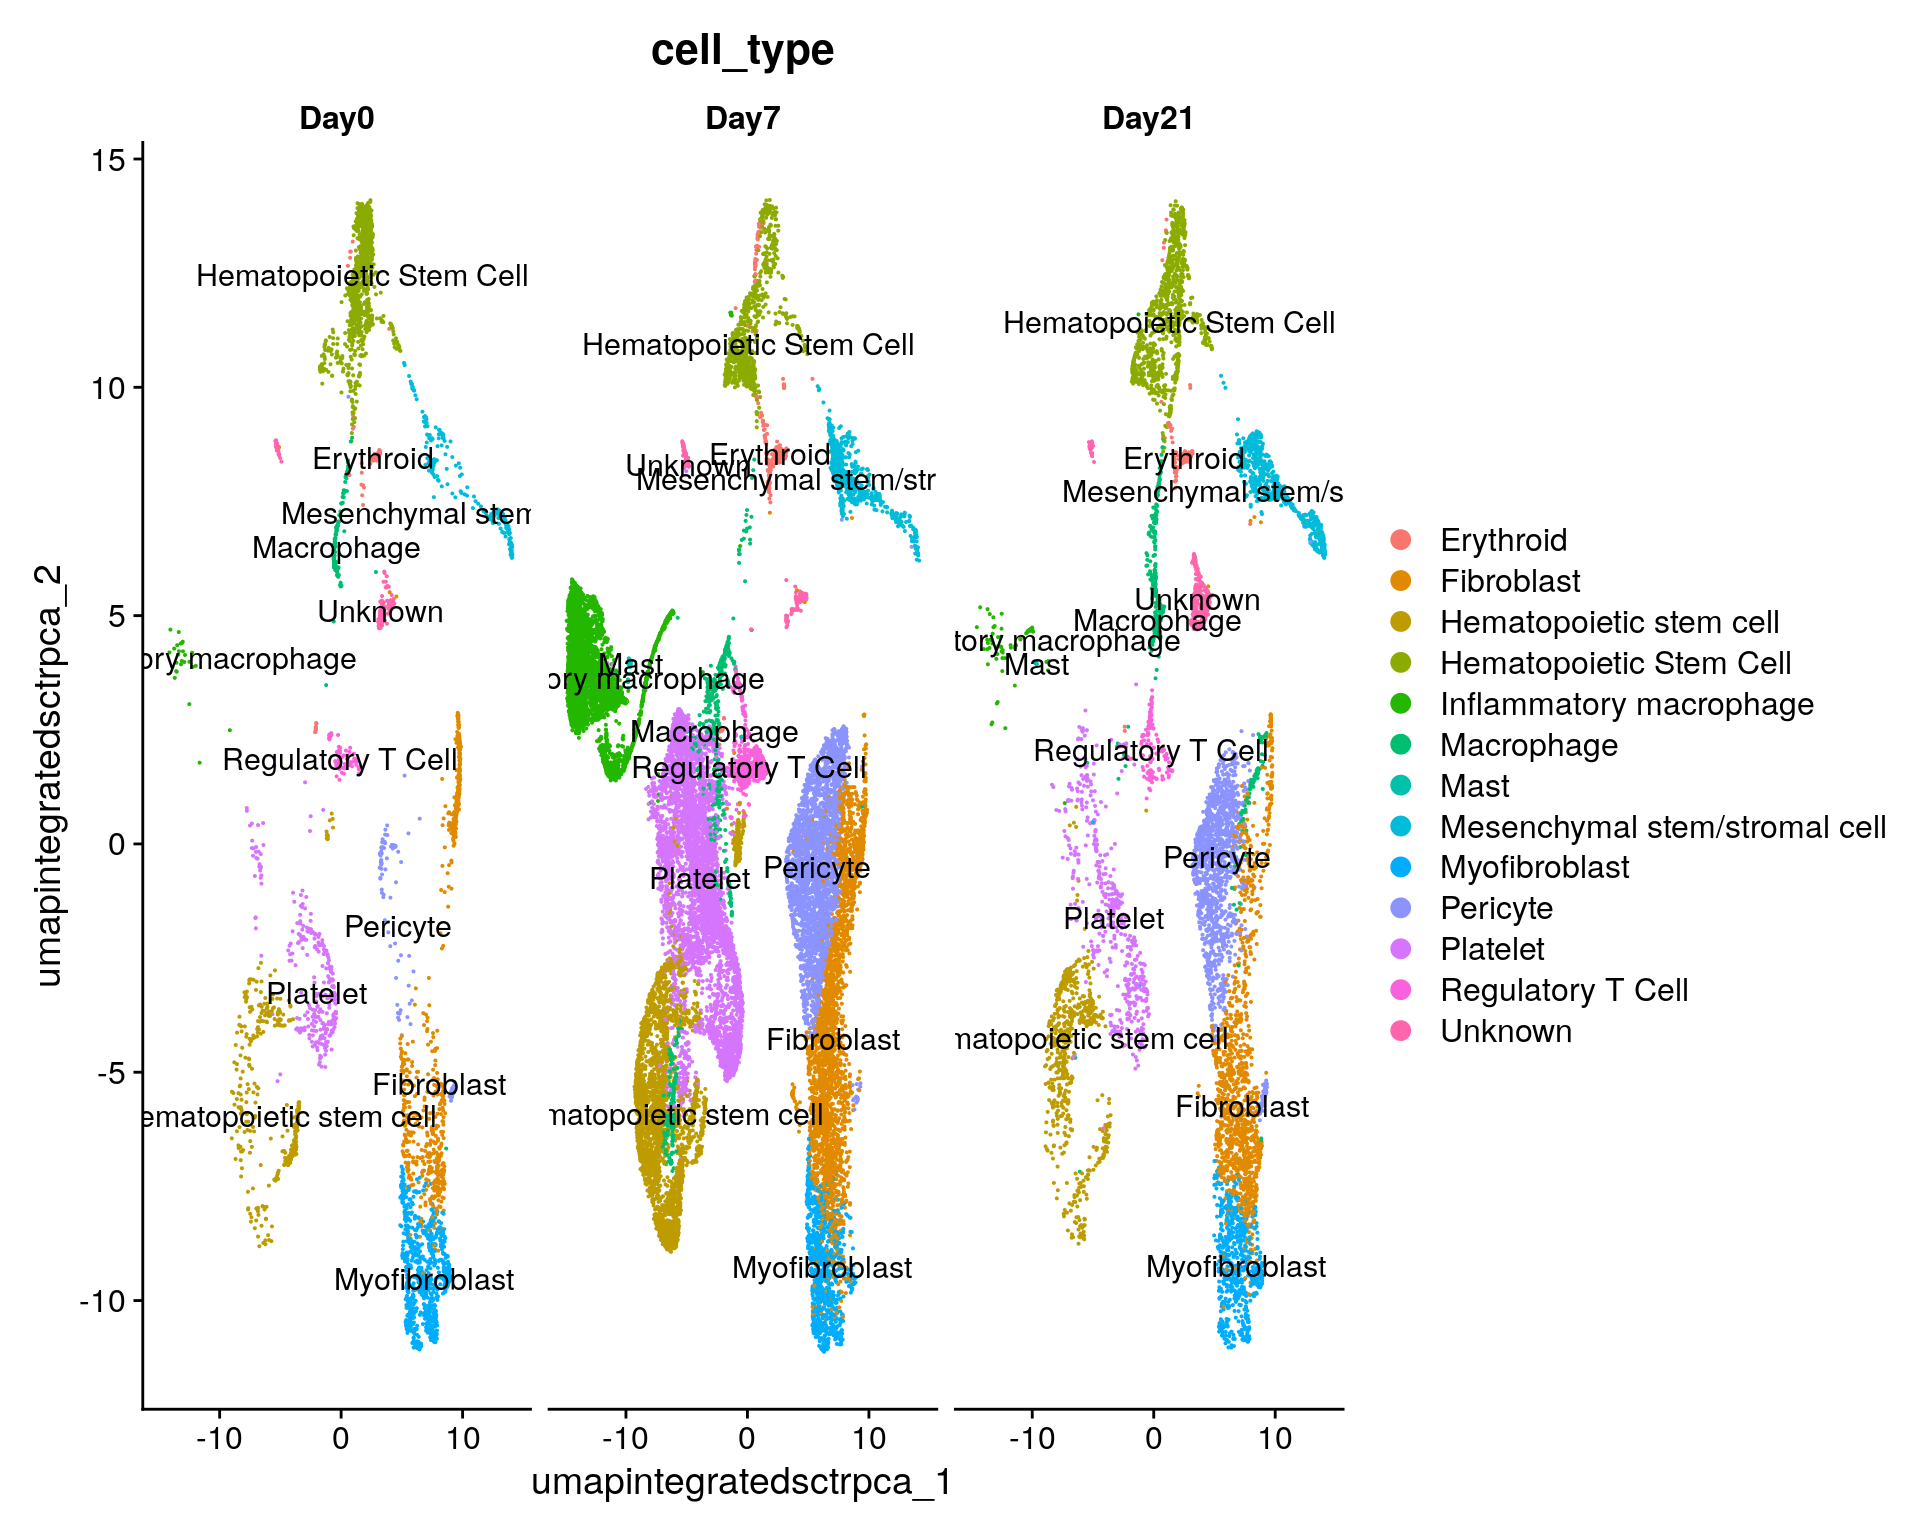 cell_type
Day0
Day7
Day21
umapintegratedsctrpca_2
15
10
5
0
-5
-10
Hematopoietic Stem Cell
Erythroid
Mesenchymal stem
Macrophage
Unknown
ory macrophage
Regulatory T Cell
Pericyte
Platelet
Fibroblast
ematopoietic stem cell
Myofibroblast
Hematopoietic Stem Cell
Erythroid
Unknown
Mesenchymal stem/str
Mast
ory macrophage
Macrophage
Regulatory T Cell
Pericyte
Platelet
Fibroblast
matopoietic stem cell
Myofibroblast
Hematopoietic Stem Cell
Erythroid
Mesenchymal stem/s
Unknown
Macrophage
tory macrophage
Mast
Regulatory T Cell
Pericyte
Platelet
matopoietic stem cell
Fibroblast
Myofibroblast
-10 0 10
-10 0 10
-10 0 10
umapintegratedsctrpca_1
Erythroid
Fibroblast
Hematopoietic stem cell
Hematopoietic Stem Cell
Inflammatory macrophage
Macrophage
Mast
Mesenchymal stem/stromal cell
Myofibroblast
Pericyte
Platelet
Regulatory T Cell
Unknown